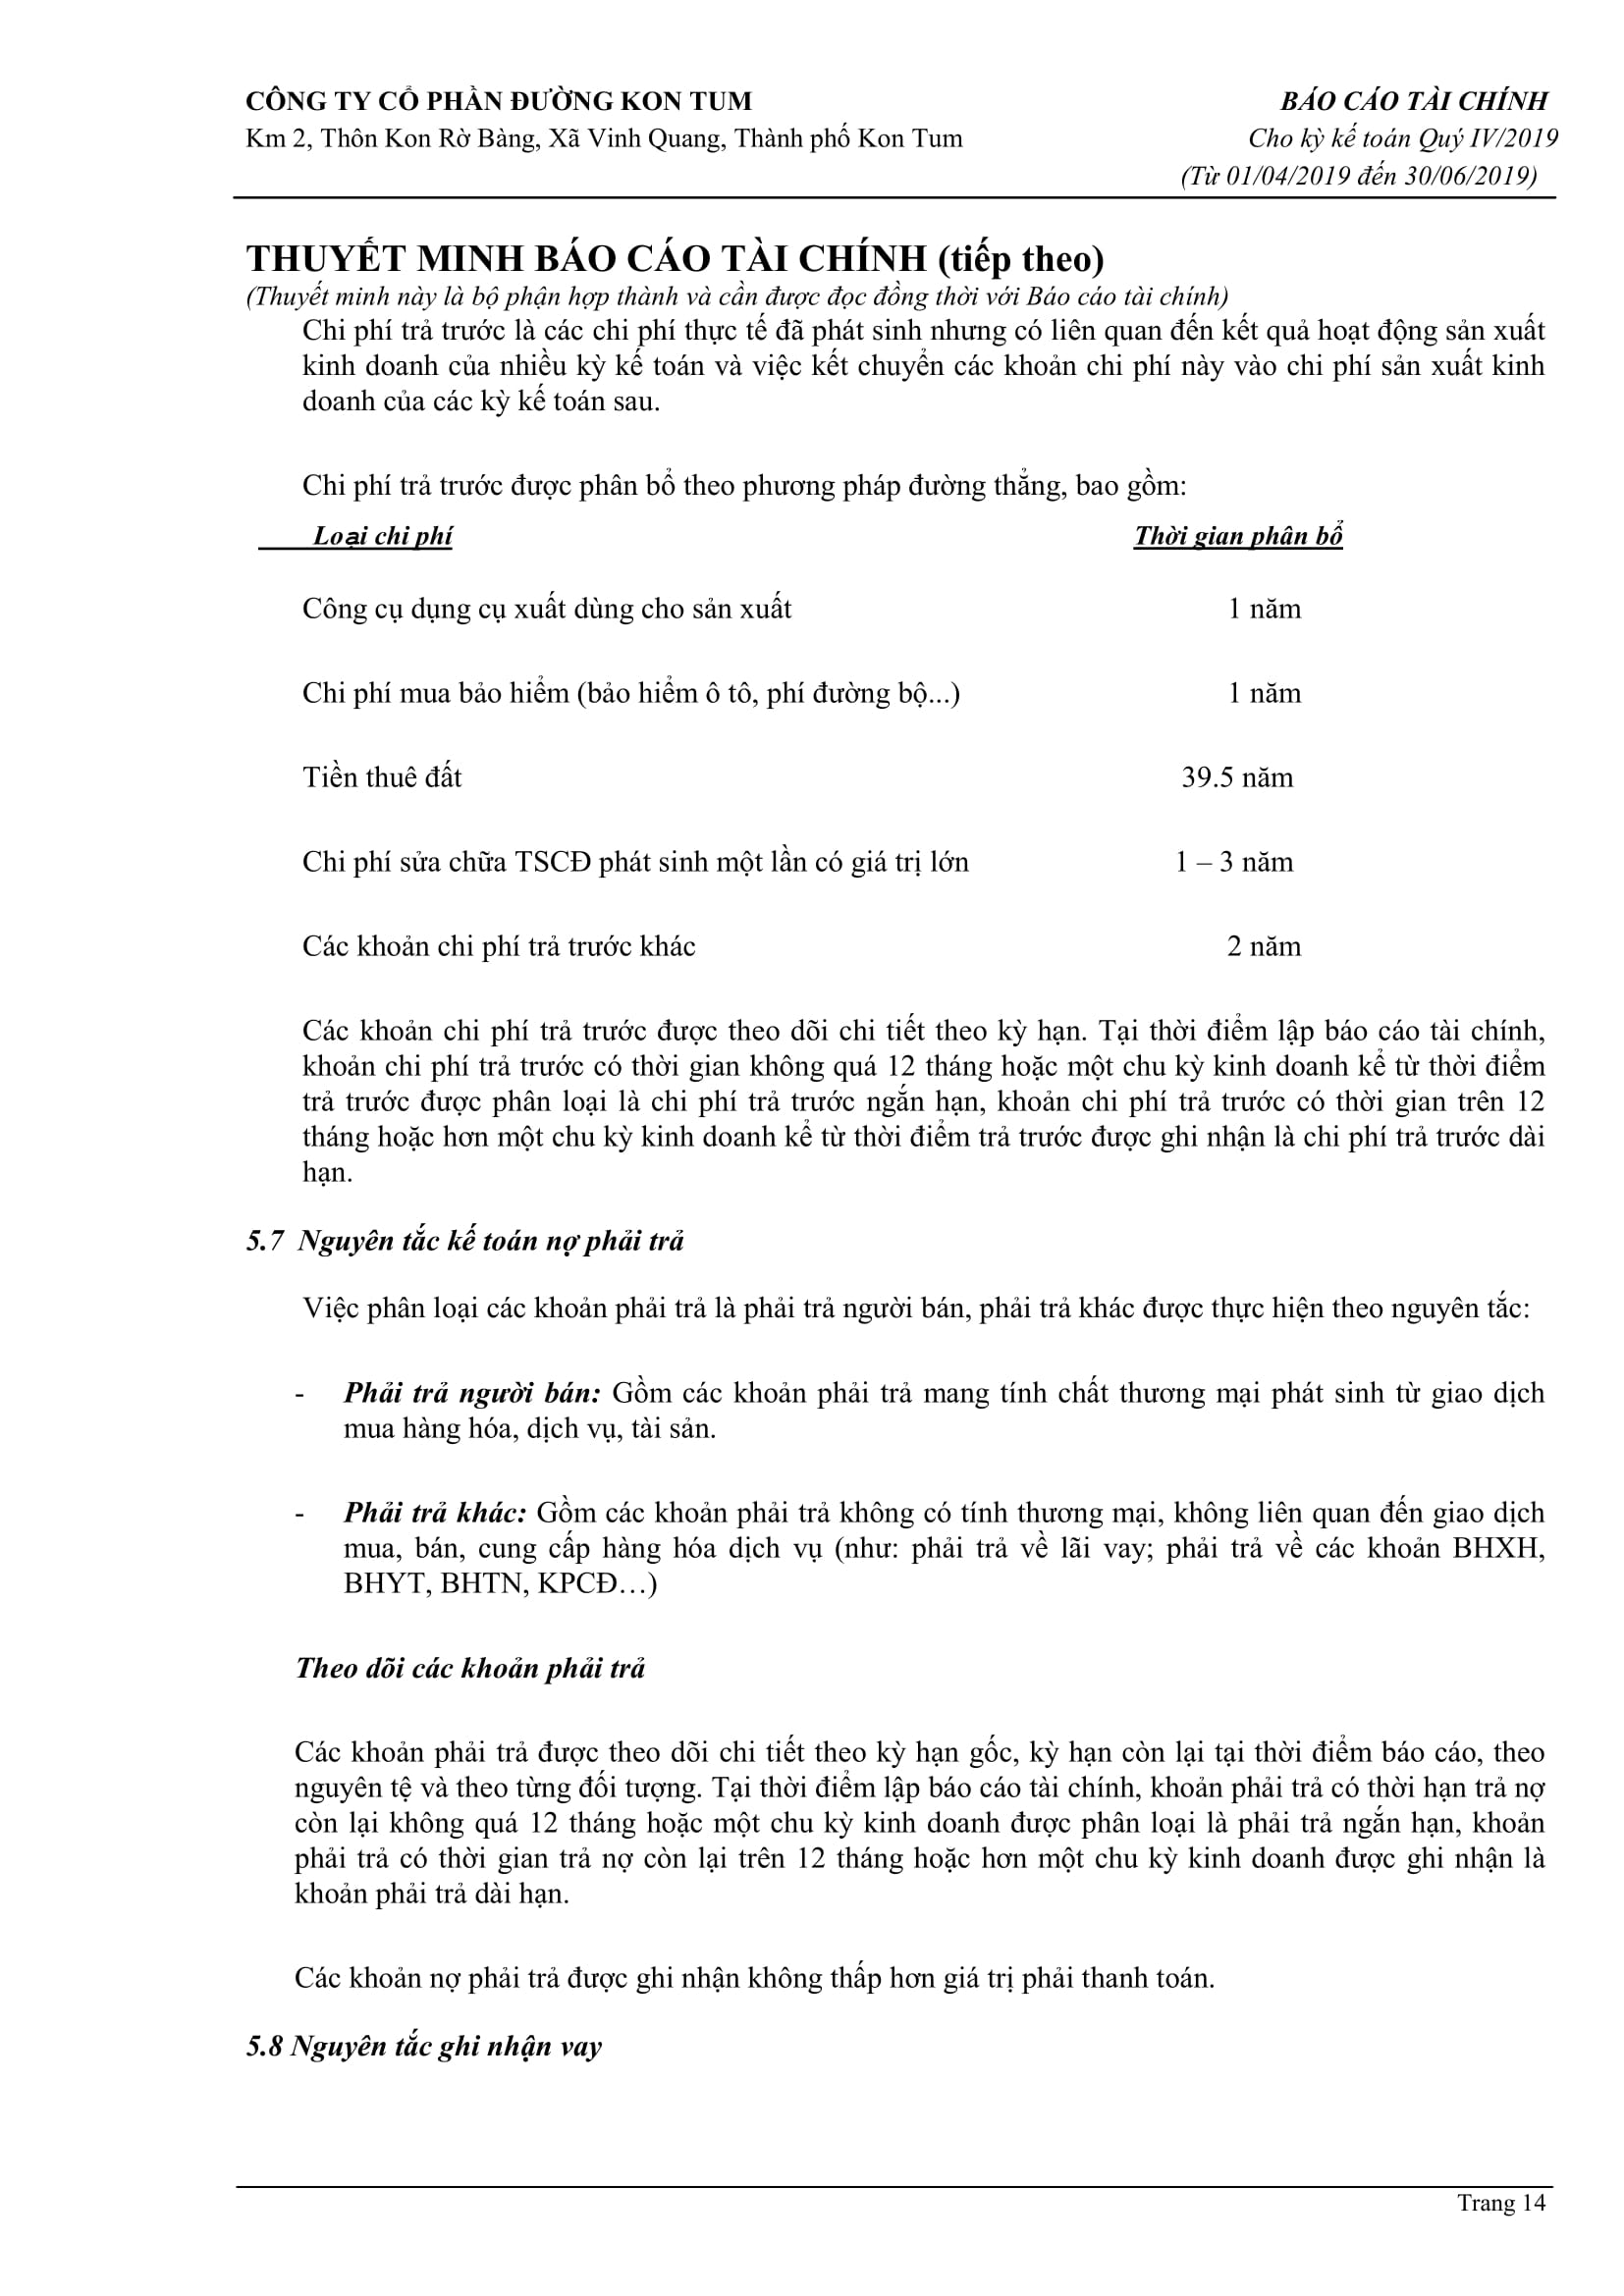 CÔNG TY CỔ PHẦN ĐƯỜNG KON TUM
BÁO CÁO TÀI CHÍNH
Km 2, Thôn Kon Rờ Bàng, Xã Vinh Quang, Thành phố Kon Tum
Cho kỳ kế toán Quý IV/2019
(Từ 01/04/2019 đến 30/06/2019)
THUYẾT MINH BÁO CÁO TÀI CHÍNH (tiếp theo)
(Thuyết minh này là bộ phận hợp thành và cần được đọc đồng thời với Báo cáo tài chính)
Chi phí trả trước là các chi phí thực tế đã phát sinh nhưng có liên quan đến kết quả hoạt động sản xuất
kinh doanh của nhiều kỳ kế toán và việc kết chuyển các khoản chi phí này vào chi phí sản xuất kinh
doanh của các kỳ kế toán sau.
Chi phí trả trước được phân bổ theo phương pháp đường thẳng, bao gồm:
Loại chi phí Thời gian phân bổ
Công cụ dụng cụ xuất dùng cho sản xuất 1 năm
Chi phí mua bảo hiểm (bảo hiểm ô tô, phí đường bộ...) 1 năm
Tiền thuê đất 39.5 năm
Chi phí sửa chữa TSCĐ phát sinh một lần có giá trị lớn 1 – 3 năm
Các khoản chi phí trả trước khác 2 năm
Các khoản chi phí trả trước được theo dõi chi tiết theo kỳ hạn. Tại thời điểm lập báo cáo tài chính,
khoản chi phí trả trước có thời gian không quá 12 tháng hoặc một chu kỳ kinh doanh kể từ thời điểm
trả trước được phân loại là chi phí trả trước ngắn hạn, khoản chi phí trả trước có thời gian trên 12
tháng hoặc hơn một chu kỳ kinh doanh kể từ thời điểm trả trước được ghi nhận là chi phí trả trước dài
hạn.
5.7 Nguyên tắc kế toán nợ phải trả
Việc phân loại các khoản phải trả là phải trả người bán, phải trả khác được thực hiện theo nguyên tắc:
- Phải trả người bán: Gồm các khoản phải trả mang tính chất thương mại phát sinh từ giao dịch
mua hàng hóa, dịch vụ, tài sản.
- Phải trả khác: Gồm các khoản phải trả không có tính thương mại, không liên quan đến giao dịch
mua, bán, cung cấp hàng hóa dịch vụ (như: phải trả về lãi vay; phải trả về các khoản BHXH,
BHYT, BHTN, KPCĐ…)
Theo dõi các khoản phải trả
Các khoản phải trả được theo dõi chi tiết theo kỳ hạn gốc, kỳ hạn còn lại tại thời điểm báo cáo, theo
nguyên tệ và theo từng đối tượng. Tại thời điểm lập báo cáo tài chính, khoản phải trả có thời hạn trả nợ
còn lại không quá 12 tháng hoặc một chu kỳ kinh doanh được phân loại là phải trả ngắn hạn, khoản
phải trả có thời gian trả nợ còn lại trên 12 tháng hoặc hơn một chu kỳ kinh doanh được ghi nhận là
khoản phải trả dài hạn.
Các khoản nợ phải trả được ghi nhận không thấp hơn giá trị phải thanh toán.
5.8 Nguyên tắc ghi nhận vay
Trang 14